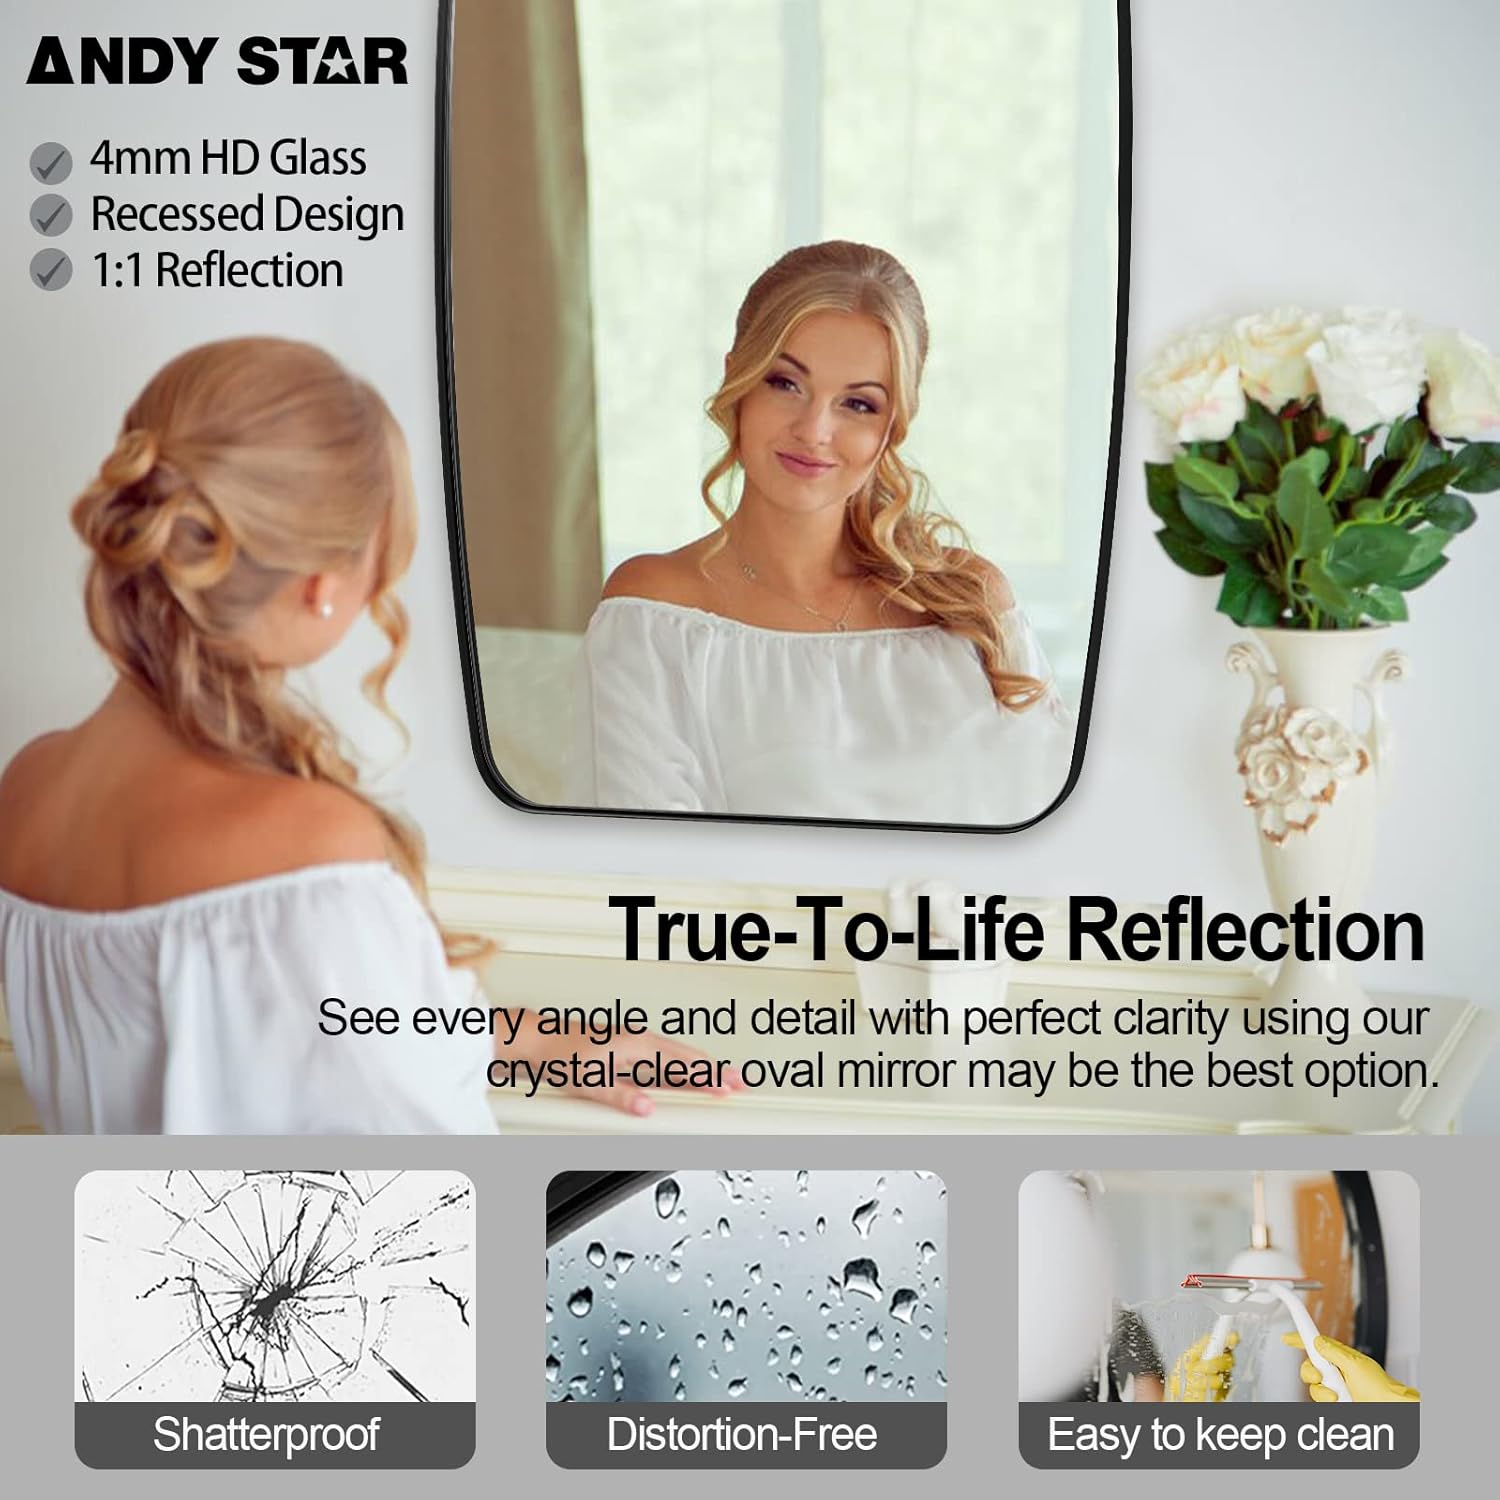 ANDY STAR
4mm HD Glass
Recessed Design
1:1 Reflection
True-To-Life Reflection
See every angle and detail with perfect clarity using our
crystal-clear oval mirror may be the best option.
Shatterproof
Distortion-Free
Easy to keep clean